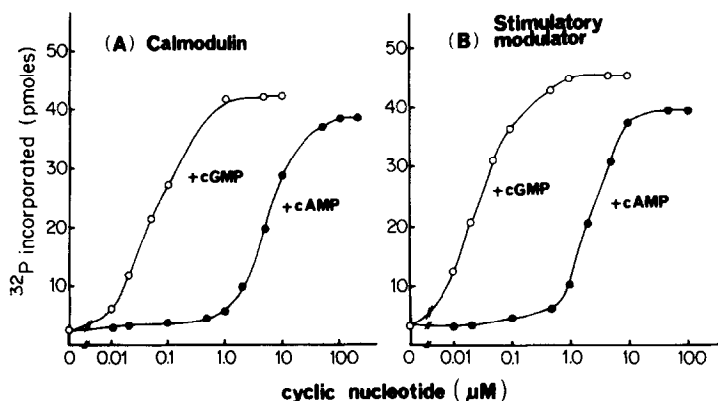 (A) Calmodulin
(B) Stimulatory
modulator
³²P incorporated (pmoles)
50
40
30
20
10
+cGMP
+cAMP
0
0.01
0.1
1.0
10
100
50
40
30
20
10
+cGMP
+cAMP
0
0.01
0.1
1.0
10
100
cyclic nucleotide (µM)